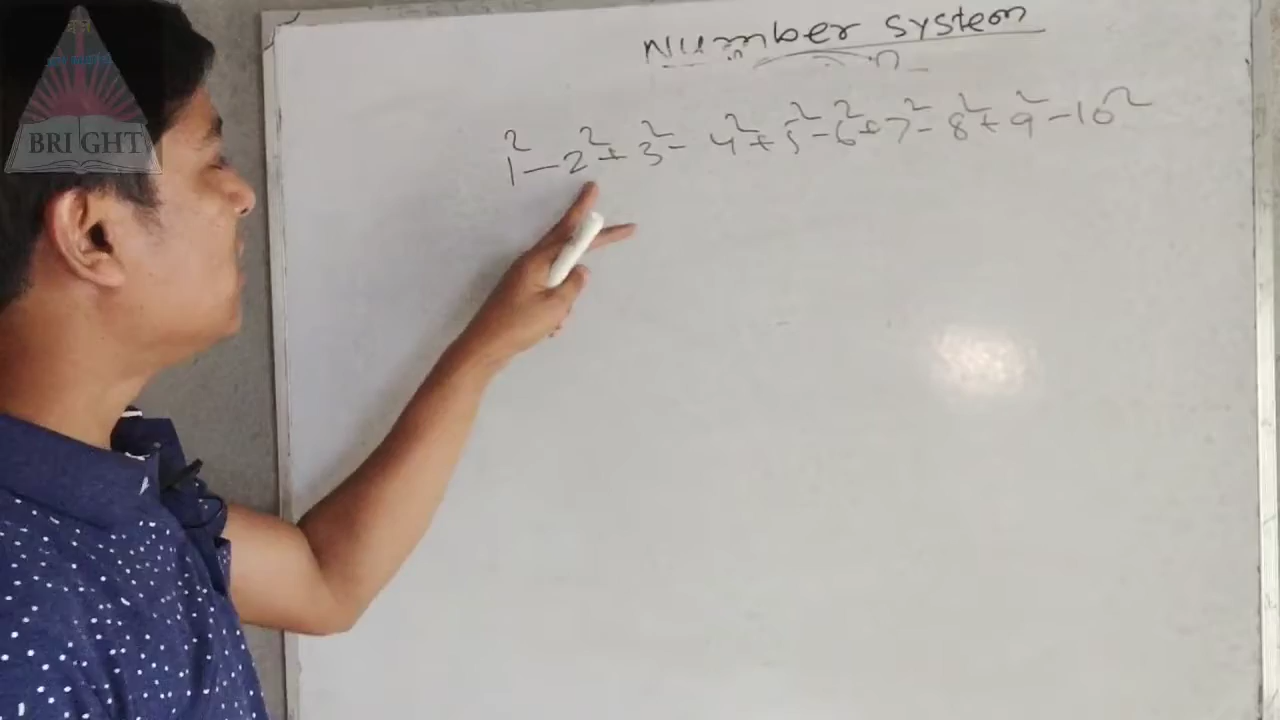 BRIGHT
Number system
1² - 2² + 3² - 4² + 5² - 6² + 7² - 8² + 9² - 10²